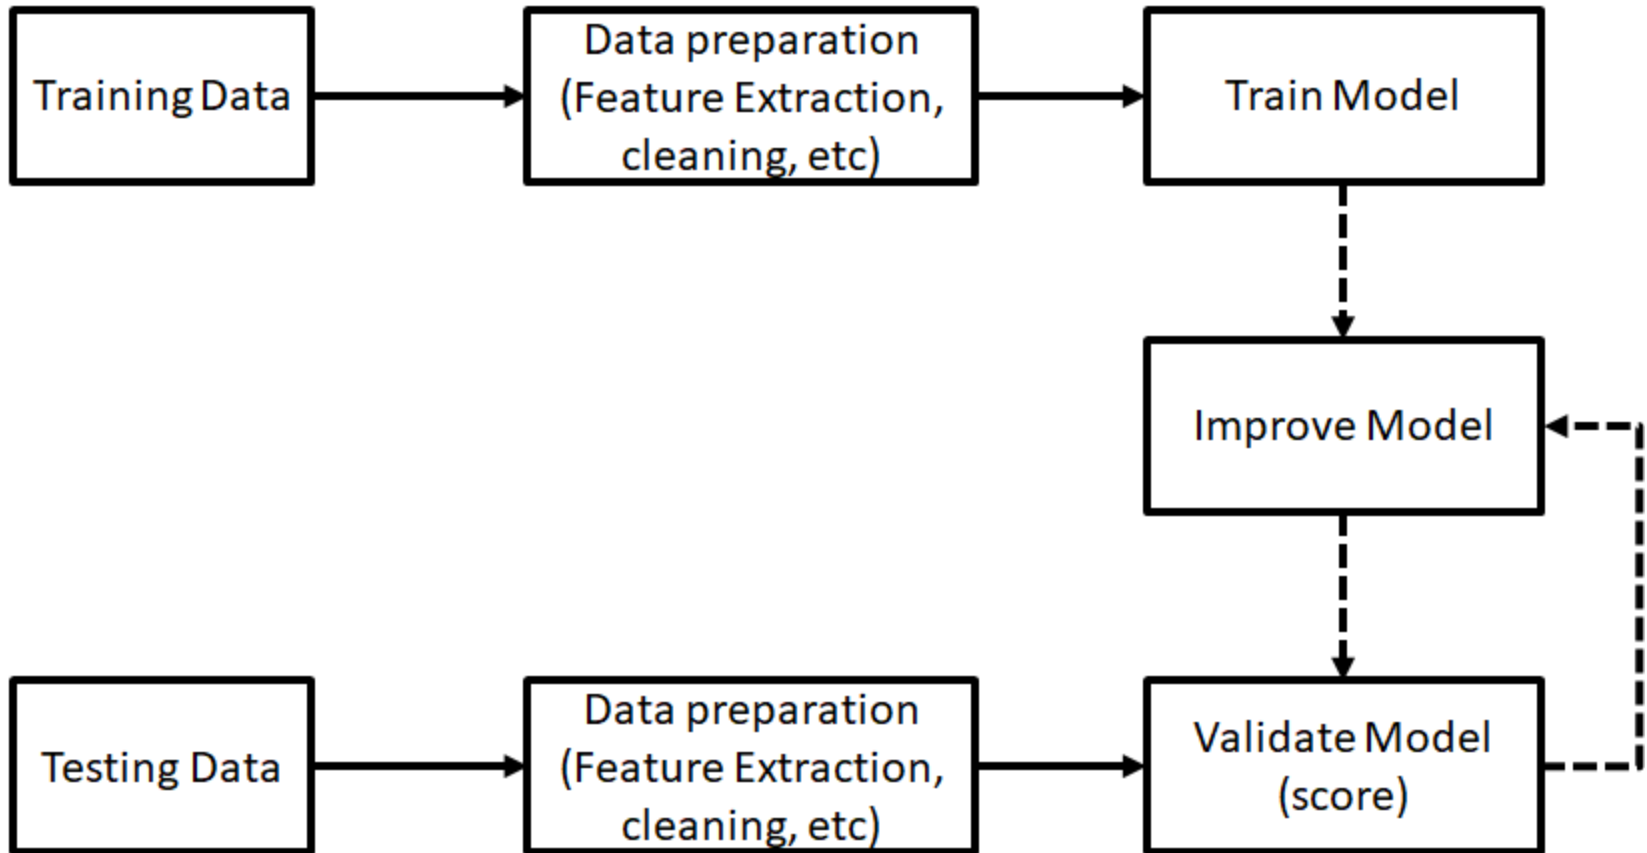 Training Data
Data preparation
(Feature Extraction,
cleaning, etc)
Train Model
Improve Model
Testing Data
Data preparation
(Feature Extraction,
cleaning, etc)
Validate Model
(score)